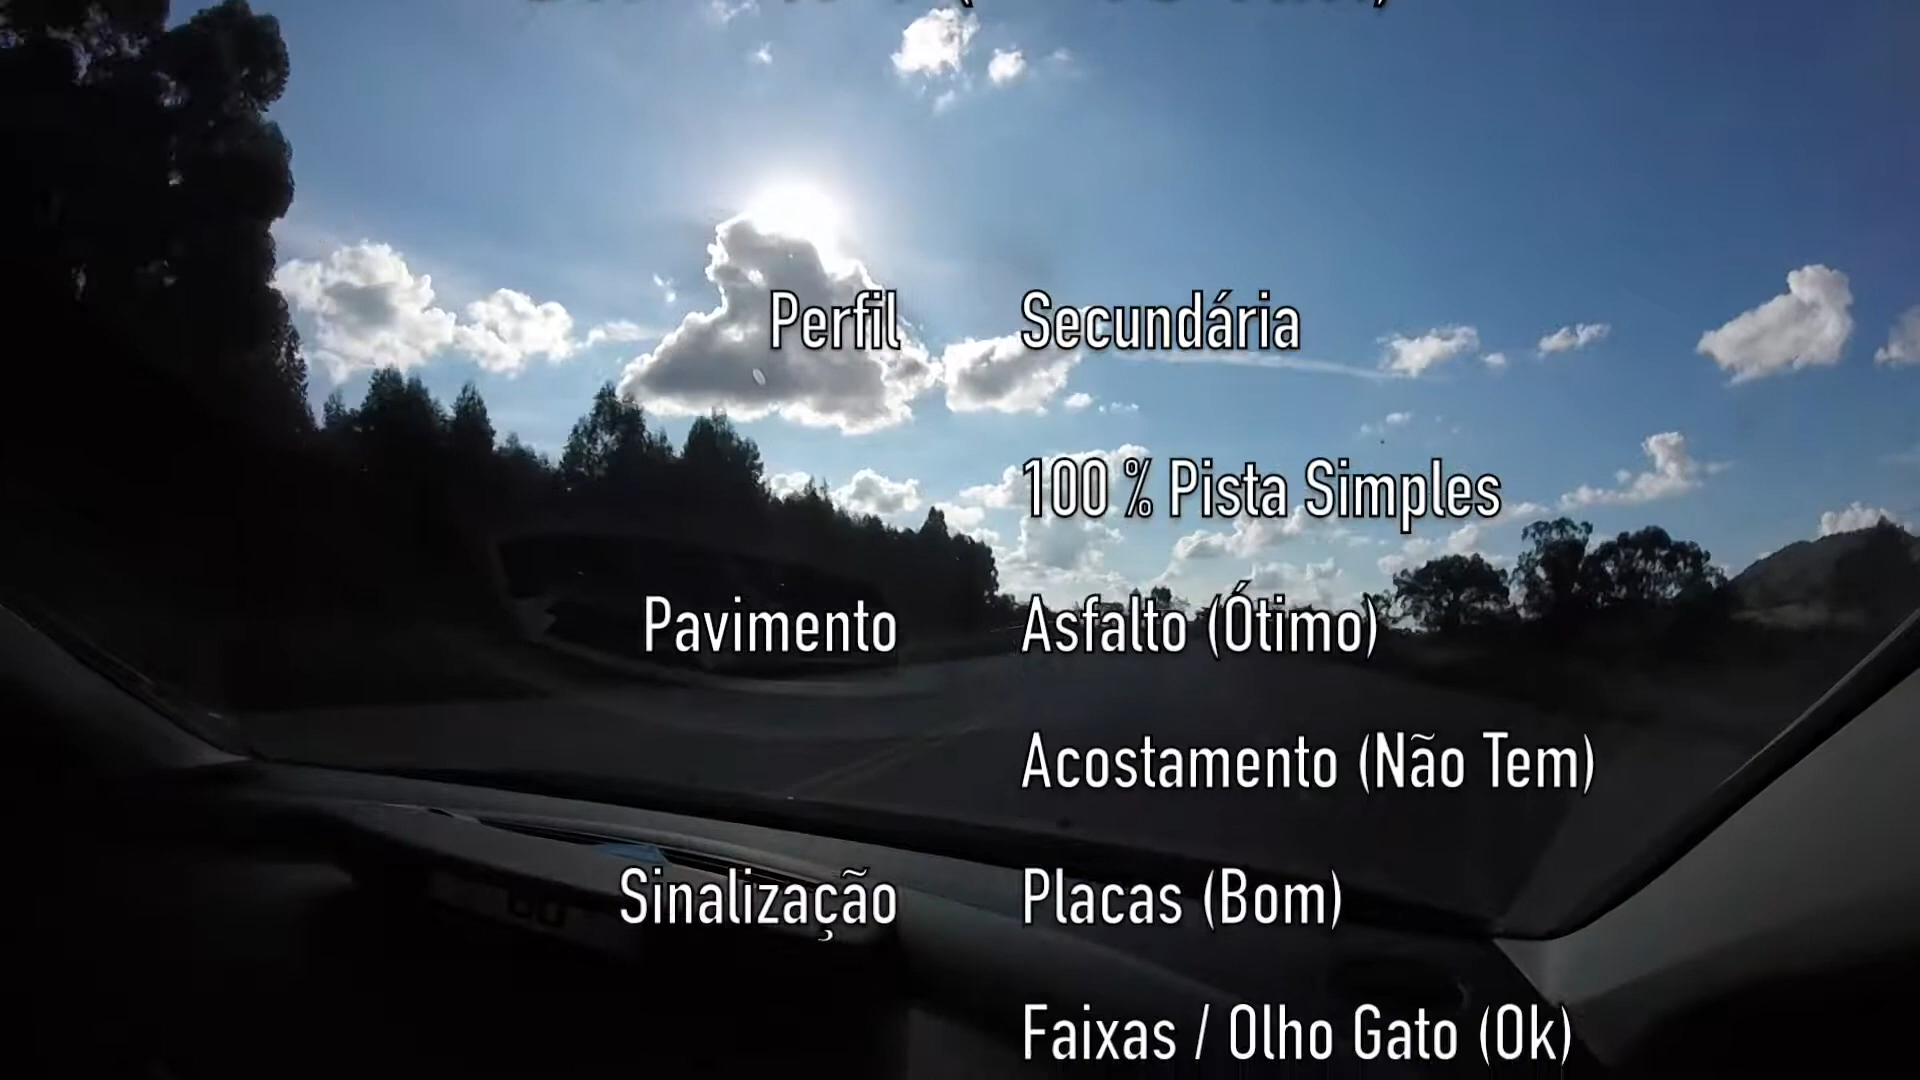 Perfil Secundária
100 % Pista Simples
Pavimento Asfalto (Ótimo)
Acostamento (Não Tem)
Sinalização Placas (Bom)
Faixas / Olho Gato (Ok)